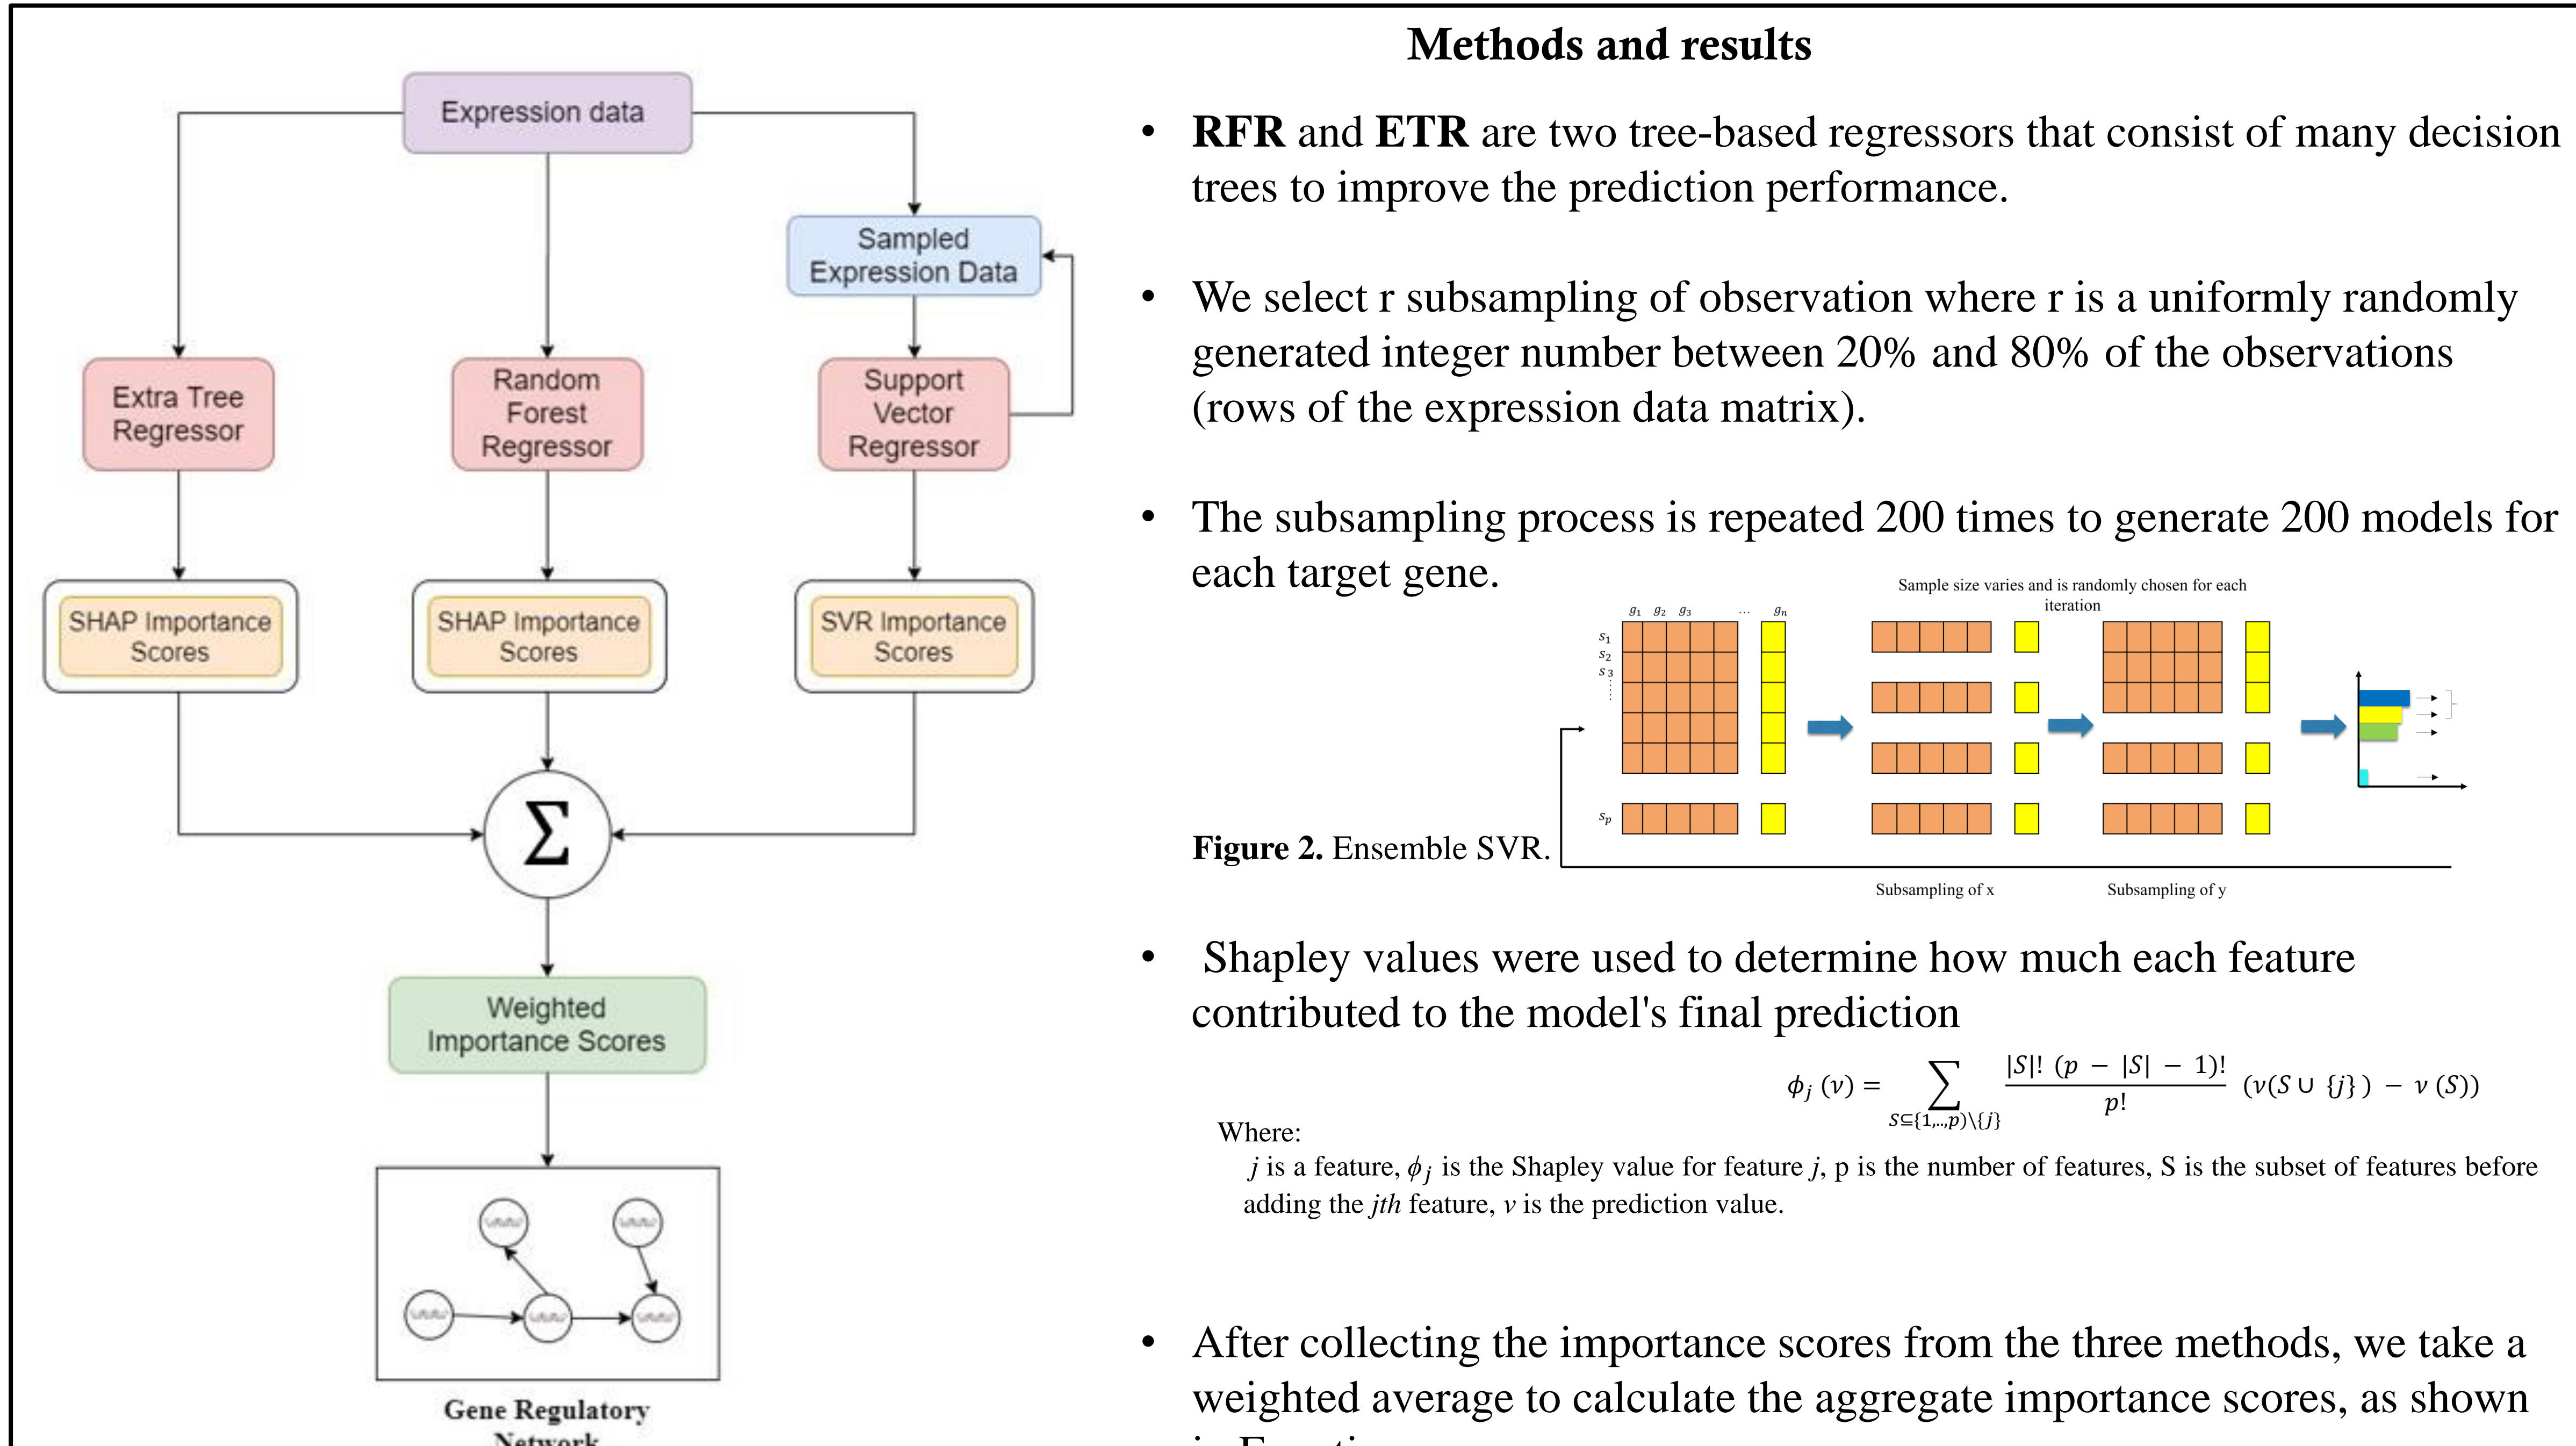 Expression data
Sampled
Expression Data
Extra Tree
Regressor
Random
Forest
Regressor
Support
Vector
Regressor
SHAP Importance
Scores
SHAP Importance
Scores
SVR Importance
Scores
Σ
Weighted
Importance Scores
Gene Regulatory
Network
Methods and results
• RFR and ETR are two tree-based regressors that consist of many decision
trees to improve the prediction performance.
• We select r subsampling of observation where r is a uniformly randomly
generated integer number between 20% and 80% of the observations
(rows of the expression data matrix).
• The subsampling process is repeated 200 times to generate 200 models for
each target gene.
Sample size varies and is randomly chosen for each
iteration
g₁ g₂ g₃ ... gₙ
s₁
s₂
s₃
sₚ
Figure 2. Ensemble SVR.
Subsampling of x Subsampling of y
• Shapley values were used to determine how much each feature
contributed to the model's final prediction
ϕⱼ (ν) = ∑ S⊆{1,..,p)\{j} |S|! (p − |S| − 1)! / p! (ν(S ∪ {j}) − ν (S))
Where:
j is a feature, ϕⱼ is the Shapley value for feature j, p is the number of features, S is the subset of features before
adding the jth feature, v is the prediction value.
• After collecting the importance scores from the three methods, we take a
weighted average to calculate the aggregate importance scores, as shown